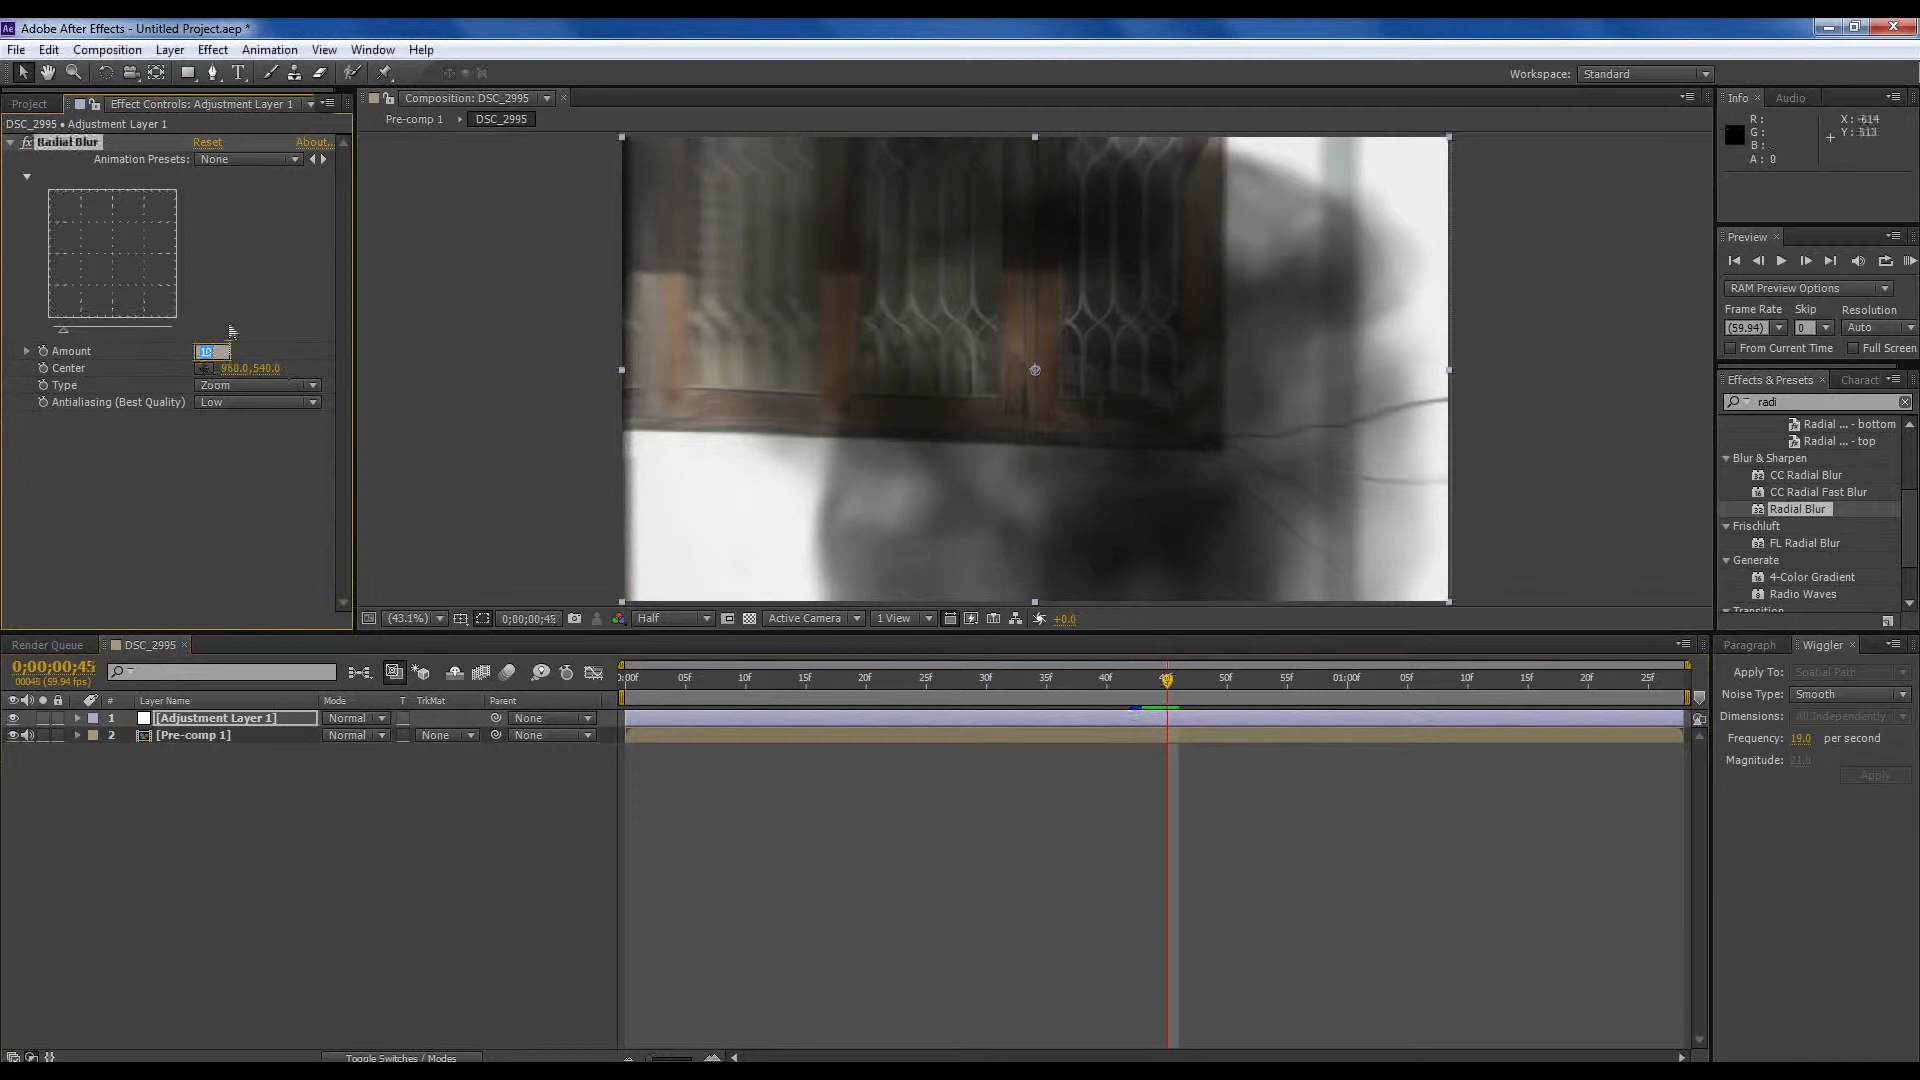 Adobe After Effects - Untitled Project.aep *
File Edit Composition Layer Effect Animation View Window Help
Workspace: Standard
Project Effect Controls: Adjustment Layer 1
DSC_2995 • Adjustment Layer 1
fx Radial Blur Reset About...
Animation Presets: None
Amount 10
Center 960.0,540.0
Type Zoom
Antialiasing (Best Quality) Low
Composition: DSC_2995
Pre-comp 1 DSC_2995
(43.1%) 0;00;00;45 Half Active Camera 1 View +0.0
Info Audio
R: X: -614
G: Y: 313
B:
A: 0
Preview
RAM Preview Options
Frame Rate Skip Resolution
(59.94) 0 Auto
From Current Time Full Screen
Effects & Presets Charact
radi
Radial ... - bottom
Radial ... - top
Blur & Sharpen
CC Radial Blur
CC Radial Fast Blur
Radial Blur
Frischluft
FL Radial Blur
Generate
4-Color Gradient
Radio Waves
Transition
Render Queue DSC_2995
0;00;00;45
00045 (59.94 fps)
# Layer Name Mode T TrkMat Parent
1 [Adjustment Layer 1] Normal None
2 [Pre-comp 1] Normal None None
:00f 05f 10f 15f 20f 25f 30f 35f 40f 50f 55f 01:00f 05f 10f 15f 20f 25f
Toggle Switches / Modes
Paragraph Wiggler
Apply To: Spatial Path
Noise Type: Smooth
Dimensions: All Independently
Frequency: 19.0 per second
Magnitude:
Apply